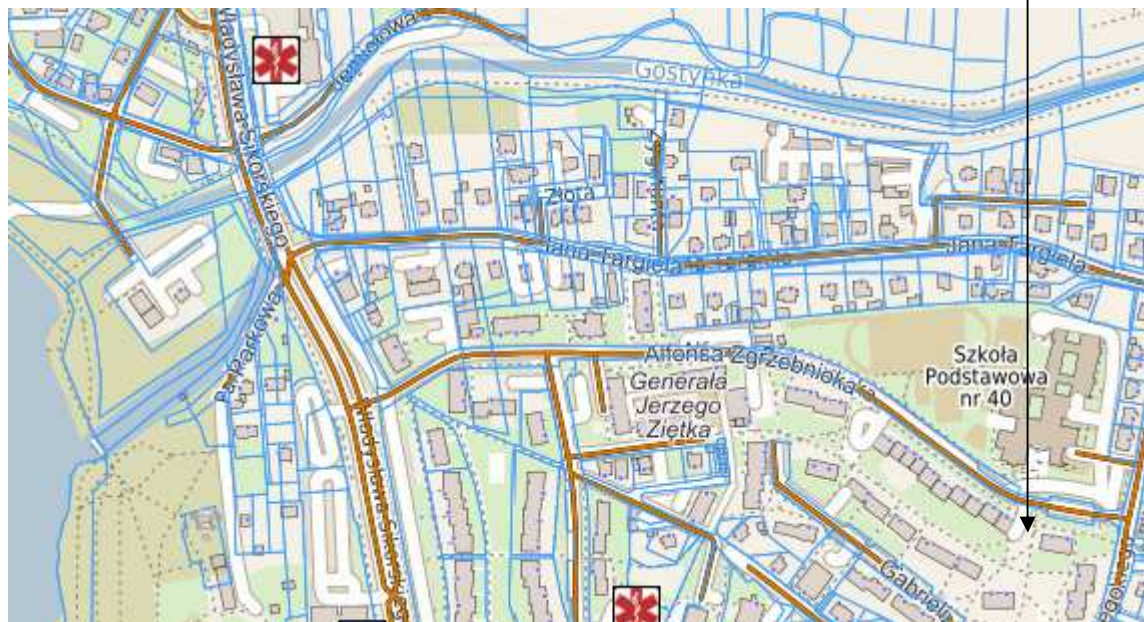 Władysława Sikorskiego
Gostynka
Złota
Jana Fargiela
Jana Fargiela
Parkowa
Alfonsa Zgrzebnioka
Szkoła
Podstawowa
nr 40
Generała
Jerzego
Ziętka
Władysława Sikorskiego